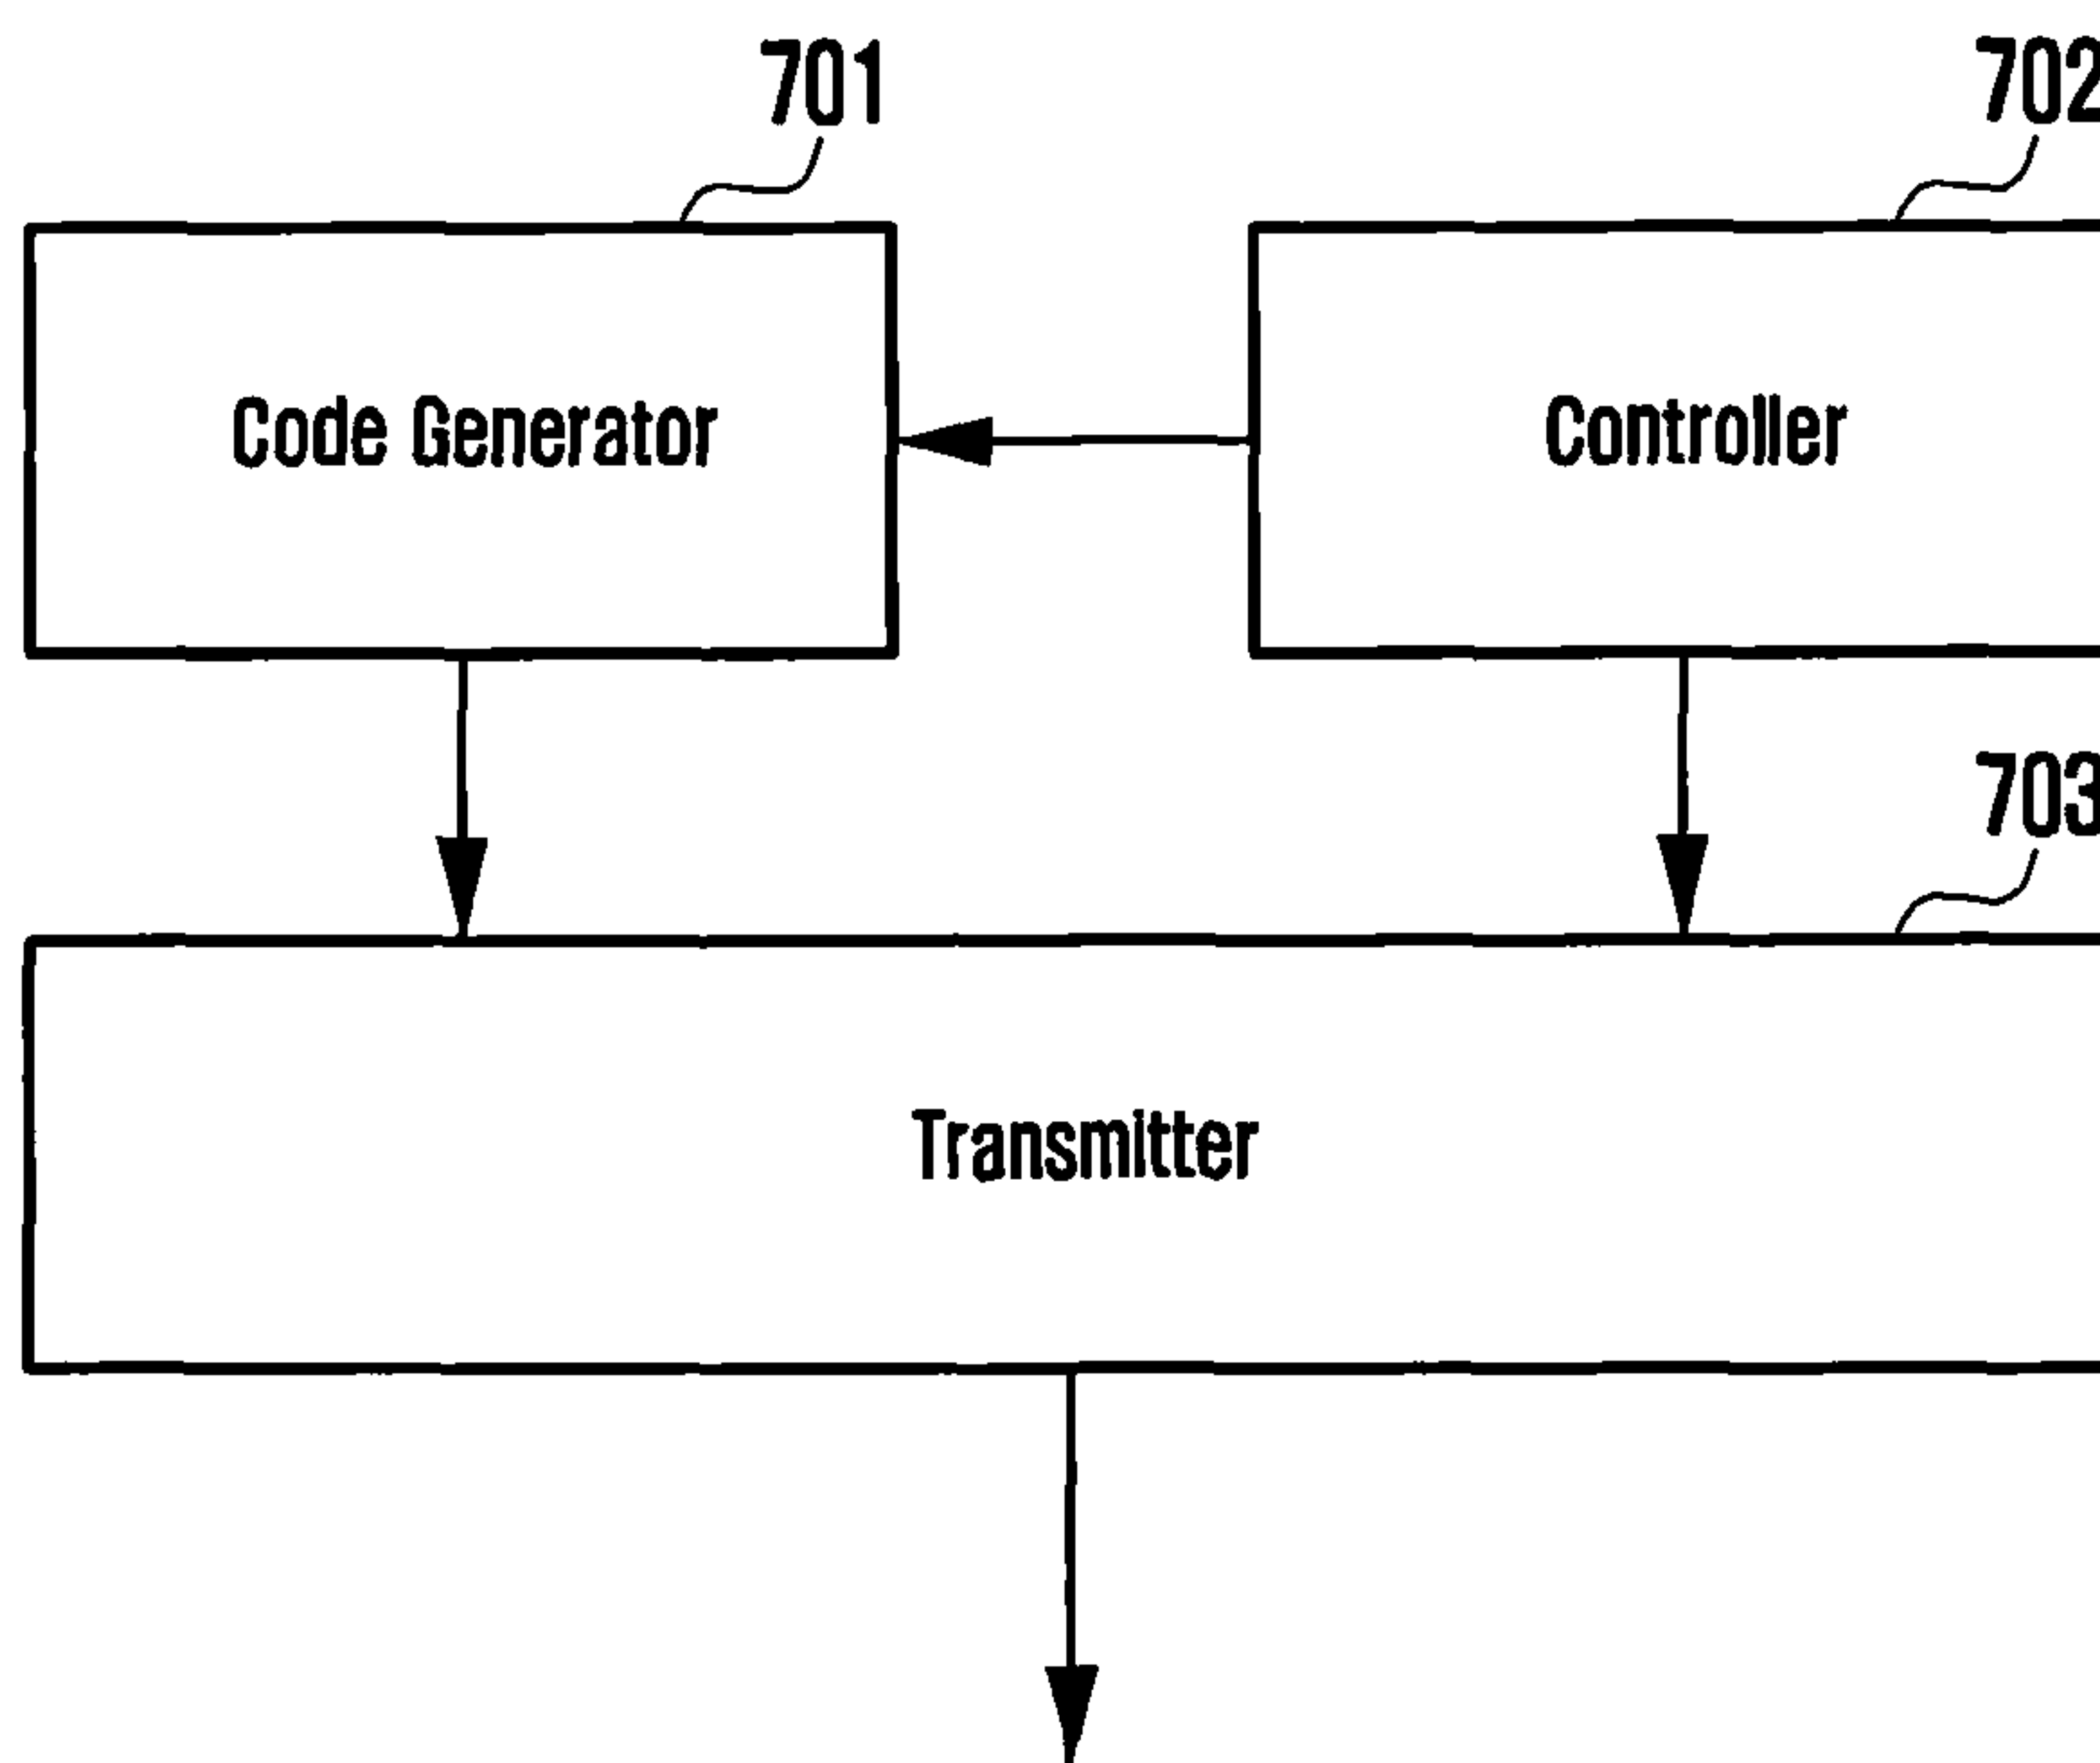 701
702
Code Generator
Controller
703
Transmitter